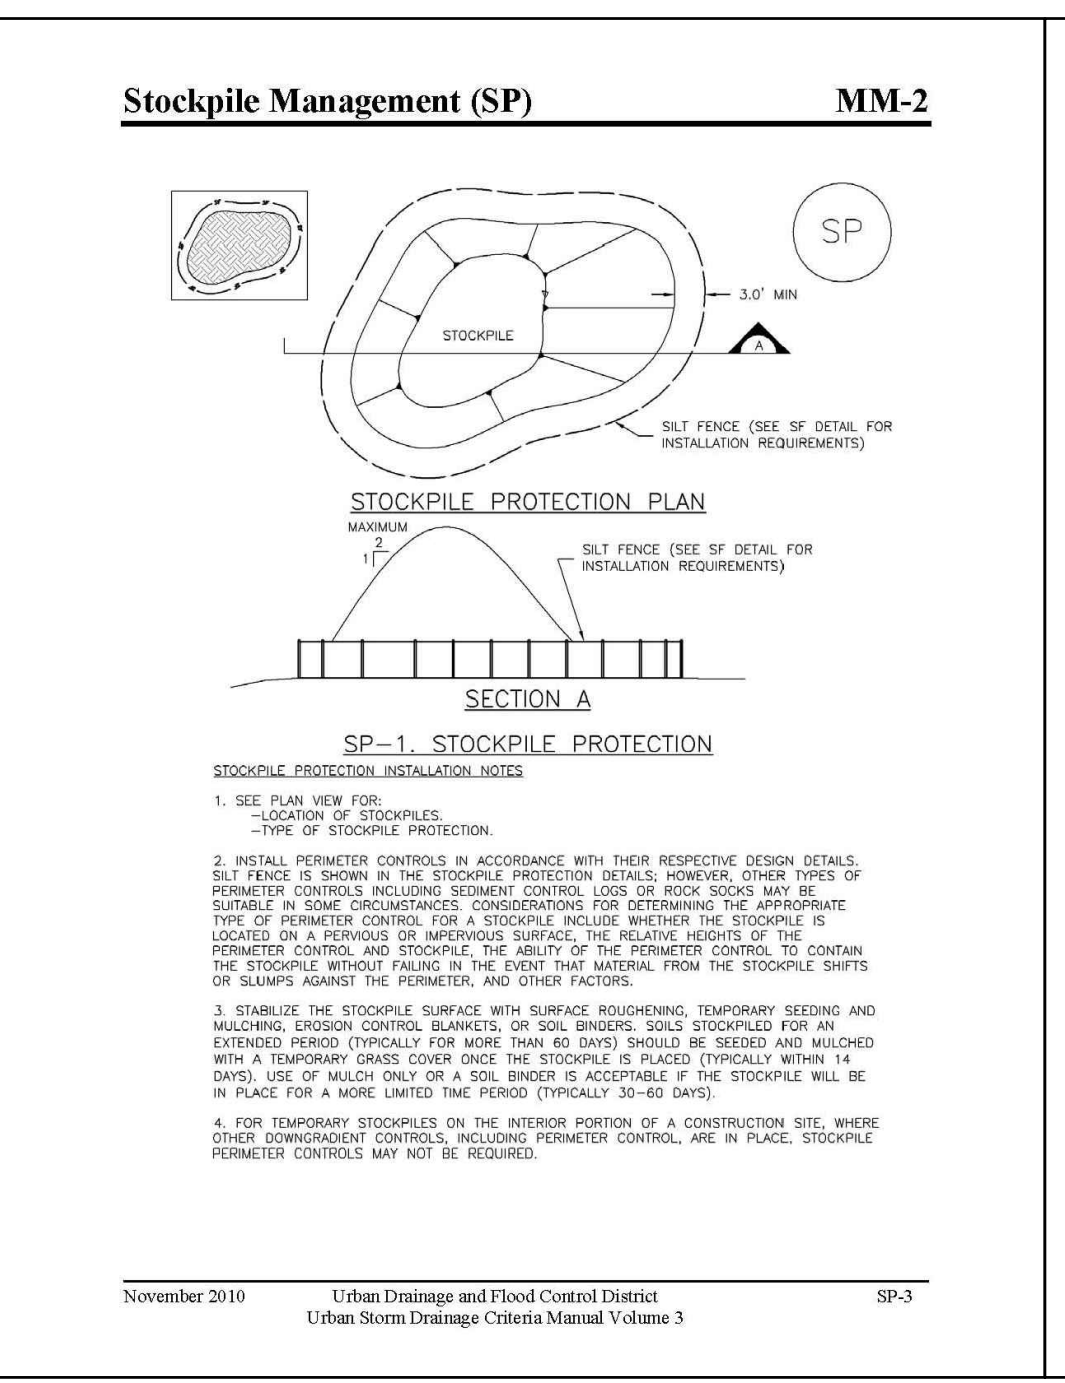 Stockpile Management (SP) MM-2
SP
3.0' MIN
STOCKPILE
A
SILT FENCE (SEE SF DETAIL FOR
INSTALLATION REQUIREMENTS)
STOCKPILE PROTECTION PLAN
MAXIMUM
2
1
SILT FENCE (SEE SF DETAIL FOR
INSTALLATION REQUIREMENTS)
SECTION A
SP-1. STOCKPILE PROTECTION
STOCKPILE PROTECTION INSTALLATION NOTES
1. SEE PLAN VIEW FOR:
-LOCATION OF STOCKPILES.
-TYPE OF STOCKPILE PROTECTION.
2. INSTALL PERIMETER CONTROLS IN ACCORDANCE WITH THEIR RESPECTIVE DESIGN DETAILS.
SILT FENCE IS SHOWN IN THE STOCKPILE PROTECTION DETAILS; HOWEVER, OTHER TYPES OF
PERIMETER CONTROLS INCLUDING SEDIMENT CONTROL LOGS OR ROCK SOCKS MAY BE
SUITABLE IN SOME CIRCUMSTANCES. CONSIDERATIONS FOR DETERMINING THE APPROPRIATE
TYPE OF PERIMETER CONTROL FOR A STOCKPILE INCLUDE WHETHER THE STOCKPILE IS
LOCATED ON A PERVIOUS OR IMPERVIOUS SURFACE, THE RELATIVE HEIGHTS OF THE
PERIMETER CONTROL AND STOCKPILE, THE ABILITY OF THE PERIMETER CONTROL TO CONTAIN
THE STOCKPILE WITHOUT FAILING IN THE EVENT THAT MATERIAL FROM THE STOCKPILE SHIFTS
OR SLUMPS AGAINST THE PERIMETER, AND OTHER FACTORS.
3. STABILIZE THE STOCKPILE SURFACE WITH SURFACE ROUGHENING, TEMPORARY SEEDING AND
MULCHING, EROSION CONTROL BLANKETS, OR SOIL BINDERS. SOILS STOCKPILED FOR AN
EXTENDED PERIOD (TYPICALLY FOR MORE THAN 60 DAYS) SHOULD BE SEEDED AND MULCHED
WITH A TEMPORARY GRASS COVER ONCE THE STOCKPILE IS PLACED (TYPICALLY WITHIN 14
DAYS). USE OF MULCH ONLY OR A SOIL BINDER IS ACCEPTABLE IF THE STOCKPILE WILL BE
IN PLACE FOR A MORE LIMITED TIME PERIOD (TYPICALLY 30-60 DAYS).
4. FOR TEMPORARY STOCKPILES ON THE INTERIOR PORTION OF A CONSTRUCTION SITE, WHERE
OTHER DOWNGRADIENT CONTROLS, INCLUDING PERIMETER CONTROL, ARE IN PLACE, STOCKPILE
PERIMETER CONTROLS MAY NOT BE REQUIRED.
November 2010 Urban Drainage and Flood Control District SP-3
Urban Storm Drainage Criteria Manual Volume 3